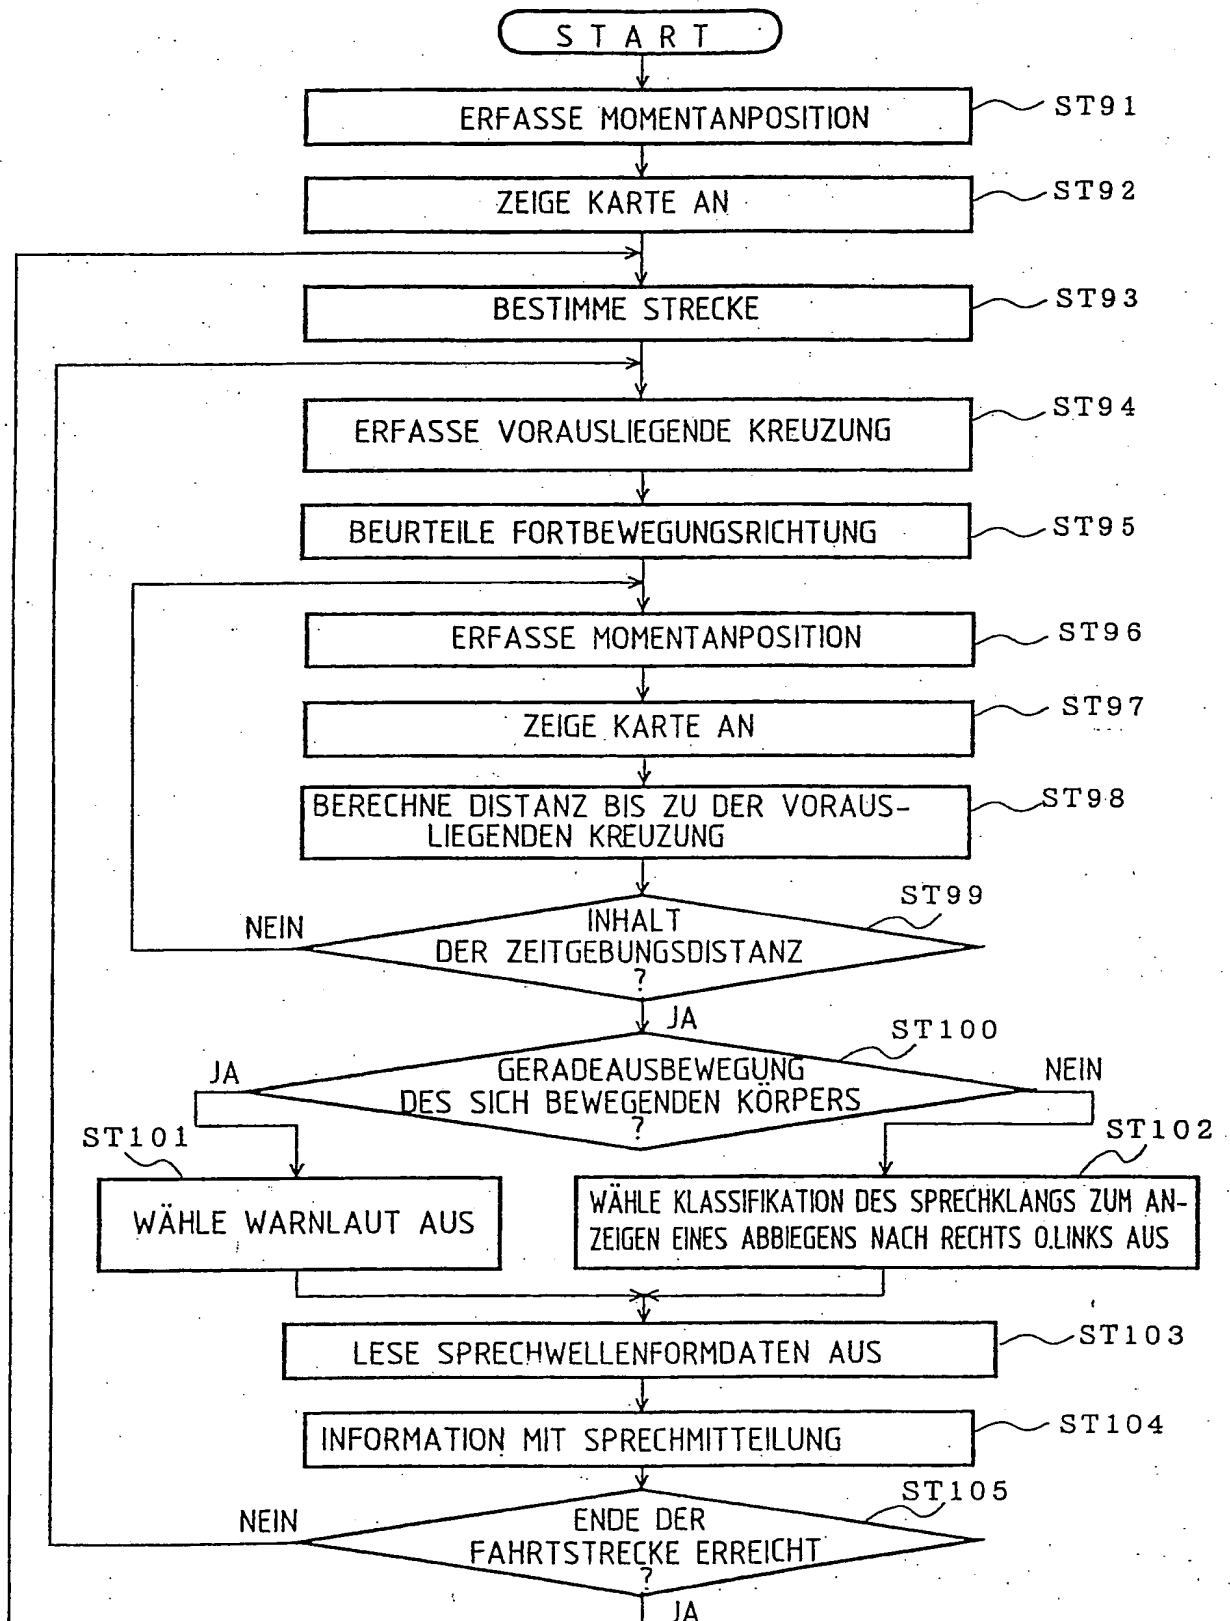 START
ERFASSE MOMENTANPOSITION
ST91
ZEIGE KARTE AN
ST92
BESTIMME STRECKE
ST93
ERFASSE VORAUSLIEGENDE KREUZUNG
ST94
BEURTEILE FORTBEWEGUNGSRICHTUNG
ST95
ERFASSE MOMENTANPOSITION
ST96
ZEIGE KARTE AN
ST97
BERECHNE DISTANZ BIS ZU DER VORAUS-
LIEGENDEN KREUZUNG
ST98
NEIN
INHALT
DER ZEITGEBUNGSDISTANZ
?
ST99
JA
ST100
JA
GERADEAUSBEWEGUNG
DES SICH BEWEGENDEN KÖRPERS
?
NEIN
ST101
WÄHLE WARNLAUT AUS
ST102
WÄHLE KLASSIFIKATION DES SPRECHKLANGS ZUM AN-
ZEIGEN EINES ABBIEGENS NACH RECHTS O.LINKS AUS
LESE SPRECHWELLENFORMDATEN AUS
ST103
INFORMATION MIT SPRECHMITTEILUNG
ST104
NEIN
ENDE DER
FAHRTSTRECKE ERREICHT
?
ST105
JA